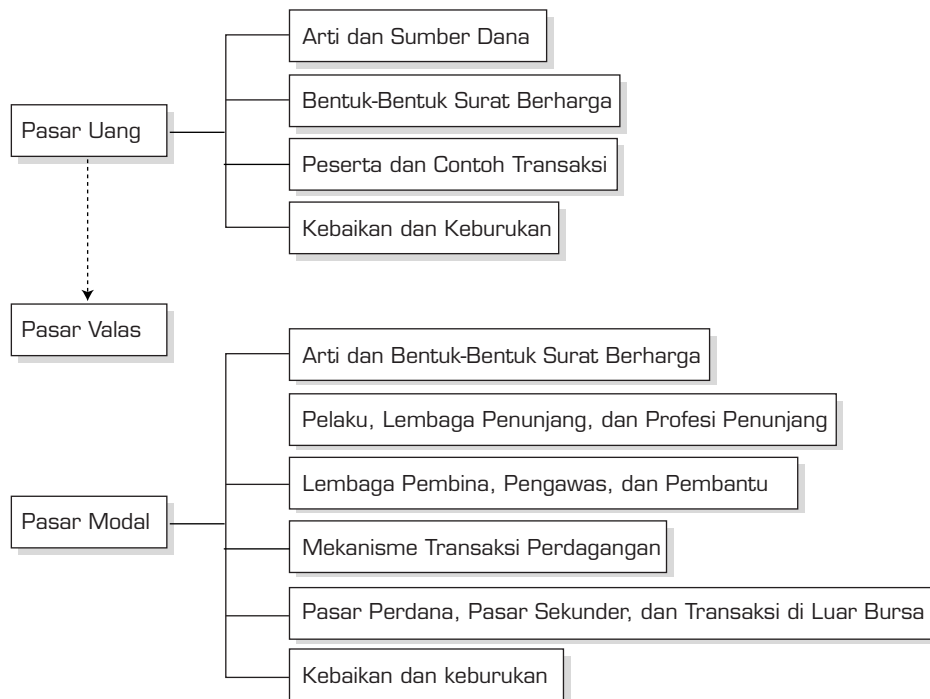 Arti dan Sumber Dana
Bentuk-Bentuk Surat Berharga
Pasar Uang
Peserta dan Contoh Transaksi
Kebaikan dan Keburukan
Pasar Valas
Arti dan Bentuk-Bentuk Surat Berharga
Pelaku, Lembaga Penunjang, dan Profesi Penunjang
Lembaga Pembina, Pengawas, dan Pembantu
Pasar Modal
Mekanisme Transaksi Perdagangan
Pasar Perdana, Pasar Sekunder, dan Transaksi di Luar Bursa
Kebaikan dan keburukan